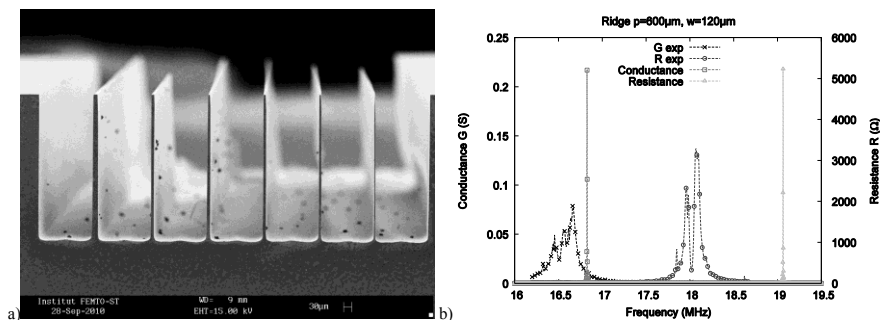 a)
Institut FEMTO-ST
28-Sep-2010
WD= 9 mm
EHT=15.00 kV
30µm
b)
Ridge p=600µm, w=120µm
G exp
R exp
Conductance
Resistance
Conductance G (S)
0.25
0.2
0.15
0.1
0.05
0
16
16.5
17
17.5
18
18.5
19
19.5
Frequency (MHz)
6000
5000
4000
3000
2000
1000
0
Resistance R (Ω)